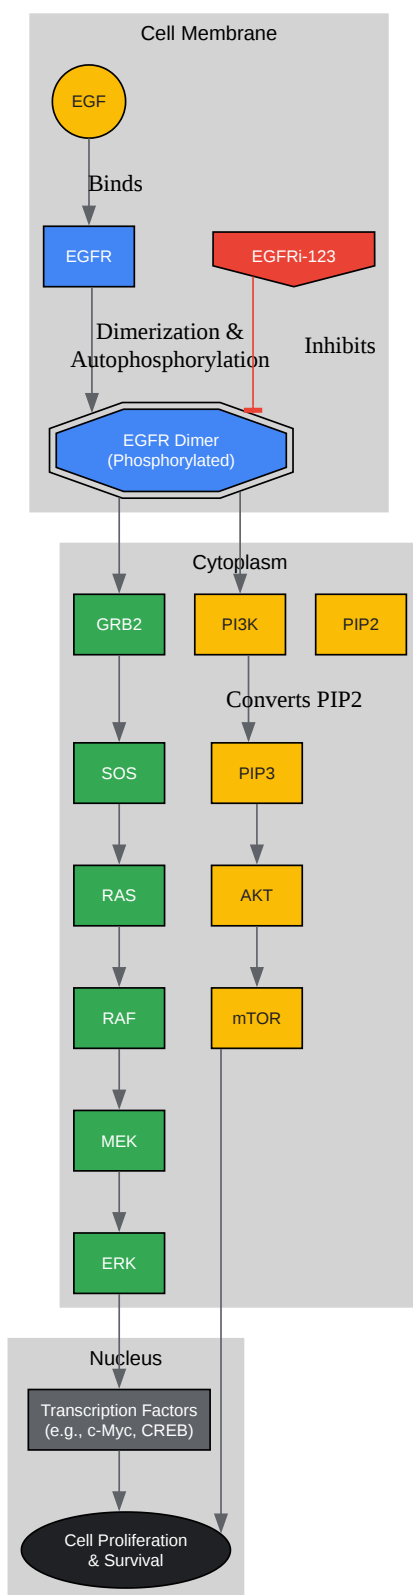 Cell Membrane
EGF
Binds
EGFR
EGFRi-123
Dimerization &
Autophosphorylation
Inhibits
EGFR Dimer
(Phosphorylated)
Cytoplasm
GRB2
PI3K
PIP2
Converts PIP2
SOS
PIP3
RAS
AKT
RAF
mTOR
MEK
ERK
Nucleus
Transcription Factors
(e.g., c-Myc, CREB)
Cell Proliferation
& Survival